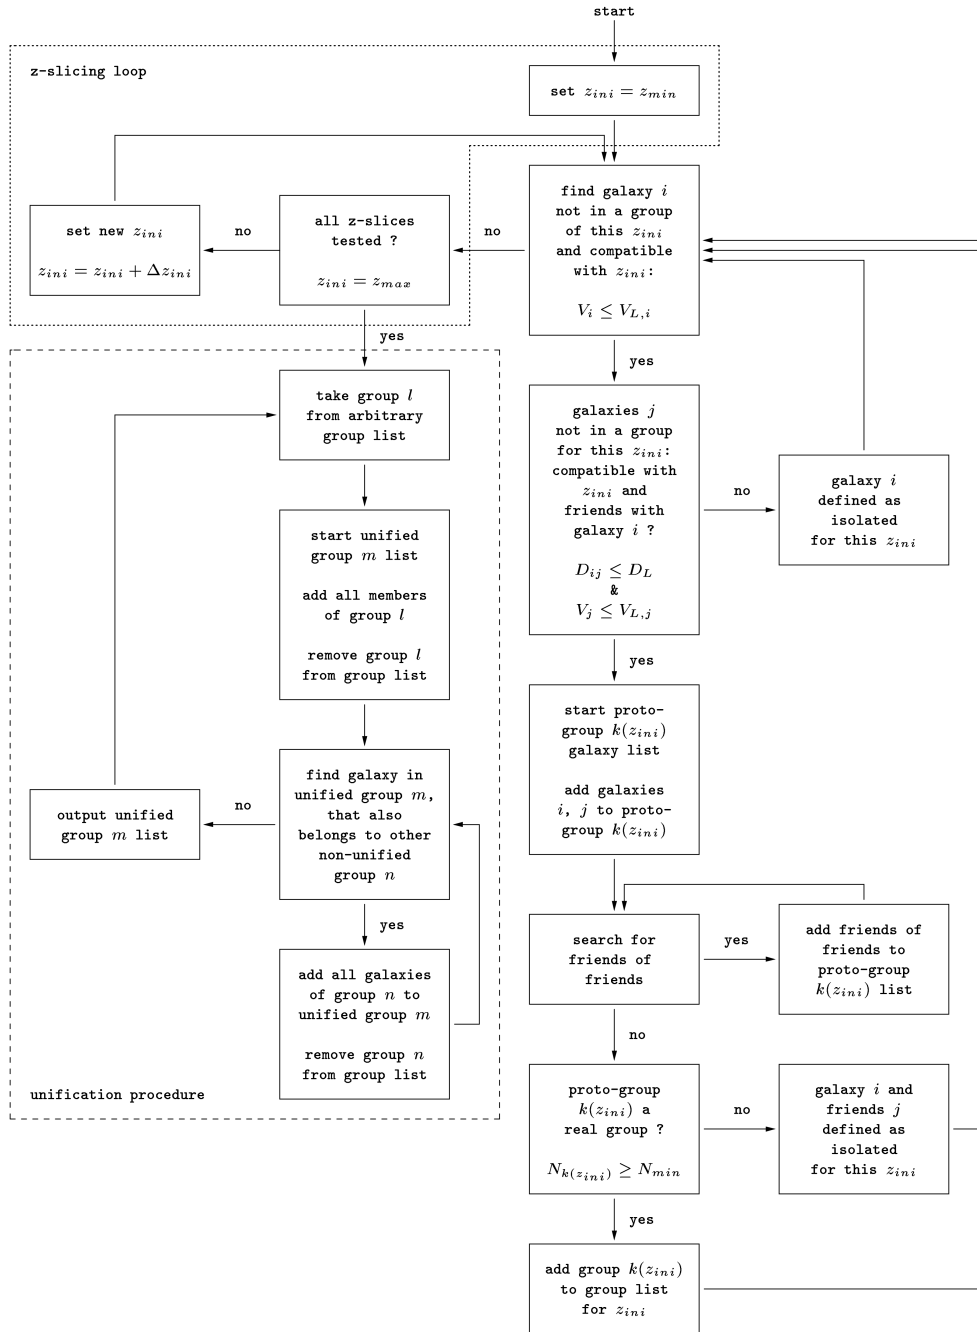 start
z-slicing loop
set z_{ini} = z_{min}
find galaxy i
not in a group
of this z_{ini}
and compatible
with z_{ini}:
V_i ≤ V_{L,i}
no
all z-slices
tested ?
z_{ini} = z_{max}
no
set new z_{ini}
z_{ini} = z_{ini} + Δz_{ini}
yes
yes
take group l
from arbitrary
group list
start unified
group m list
add all members
of group l
remove group l
from group list
find galaxy in
unified group m,
that also
belongs to other
non-unified
group n
no
output unified
group m list
yes
add all galaxies
of group n to
unified group m
remove group n
from group list
unification procedure
galaxies j
not in a group
for this z_{ini}:
compatible with
z_{ini} and
friends with
galaxy i ?
D_{ij} ≤ D_L
&
V_j ≤ V_{L,j}
no
galaxy i
defined as
isolated
for this z_{ini}
yes
start proto-
group k(z_{ini})
galaxy list
add galaxies
i, j to proto-
group k(z_{ini})
search for
friends of
friends
yes
add friends of
friends to
proto-group
k(z_{ini}) list
no
proto-group
k(z_{ini}) a
real group ?
N_{k(z_{ini})} ≥ N_{min}
no
galaxy i and
friends j
defined as
isolated
for this z_{ini}
yes
add group k(z_{ini})
to group list
for z_{ini}